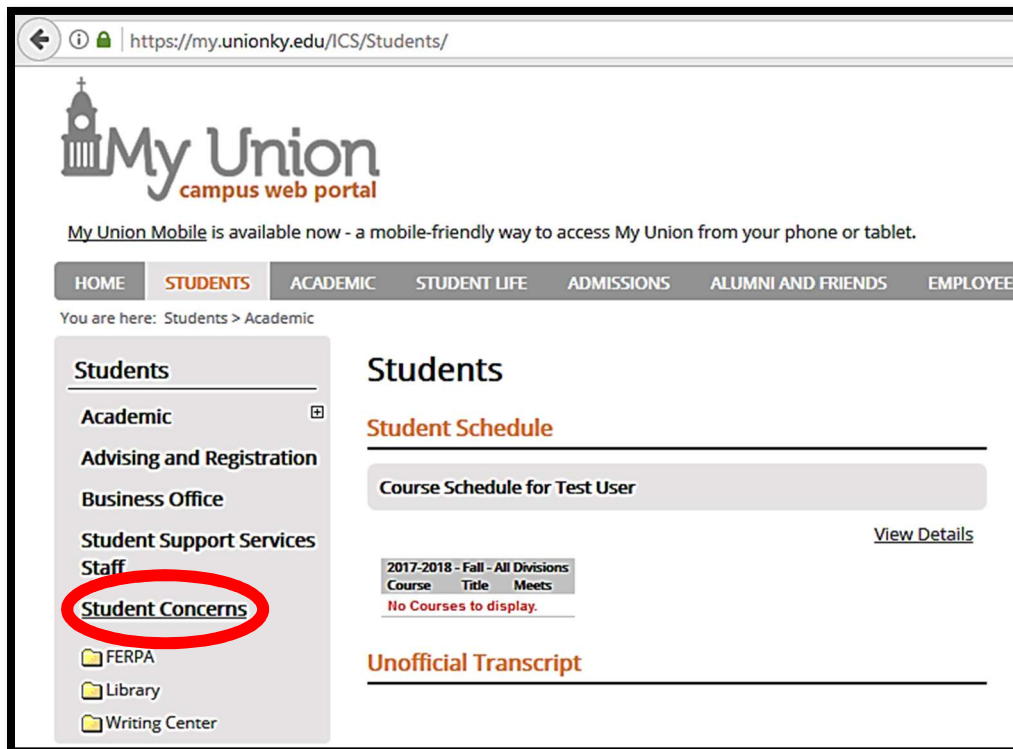 https://my.unionky.edu/ICS/Students/
My Union
campus web portal
My Union Mobile is available now - a mobile-friendly way to access My Union from your phone or tablet.
HOME STUDENTS ACADEMIC STUDENT LIFE ADMISSIONS ALUMNI AND FRIENDS EMPLOYEE
You are here: Students > Academic
Students
Academic
Advising and Registration
Business Office
Student Support Services
Staff
Student Concerns
FERPA
Library
Writing Center
Students
Student Schedule
Course Schedule for Test User
View Details
2017-2018 - Fall - All Divisions
Course Title Meets
No Courses to display.
Unofficial Transcript